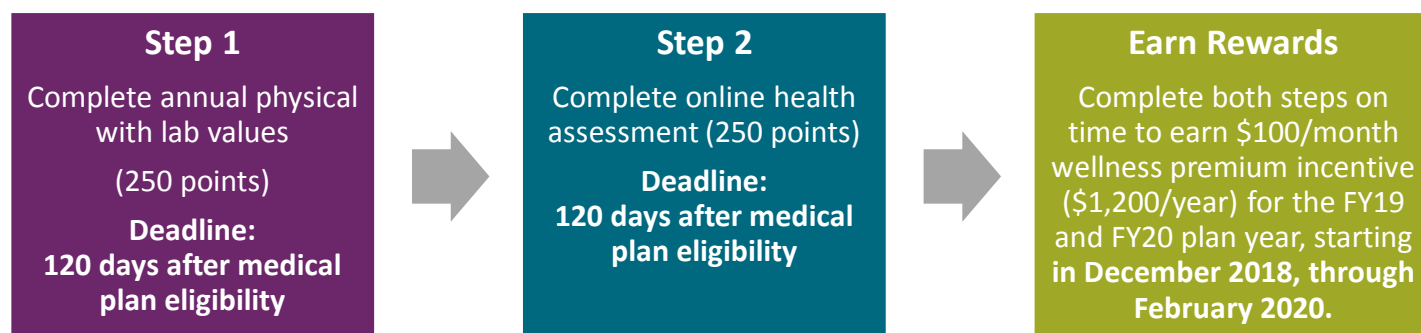 Step 1
Complete annual physical
with lab values
(250 points)
Deadline:
120 days after medical
plan eligibility
Step 2
Complete online health
assessment (250 points)
Deadline:
120 days after medical
plan eligibility
Earn Rewards
Complete both steps on
time to earn $100/month
wellness premium incentive
($1,200/year) for the FY19
and FY20 plan year, starting
in December 2018, through
February 2020.